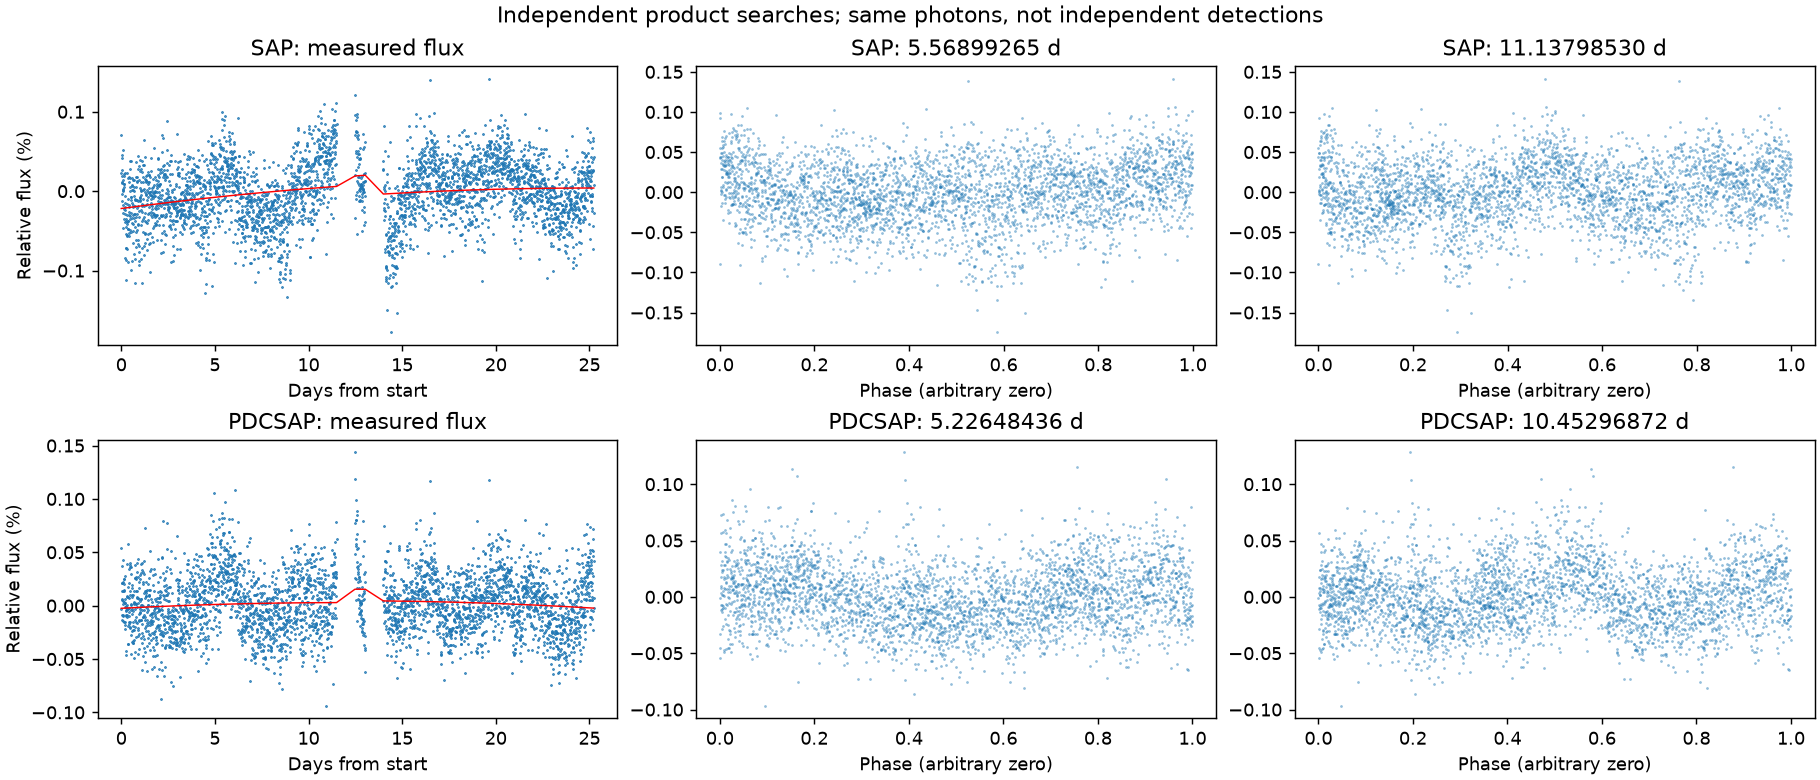 Independent product searches; same photons, not independent detections
SAP: measured flux
SAP: 5.56899265 d
SAP: 11.13798530 d
Relative flux (%)
0.1
0.0
−0.1
0 5 10 15 20 25
Days from start
0.15
0.10
0.05
0.00
−0.05
−0.10
−0.15
0.0 0.2 0.4 0.6 0.8 1.0
Phase (arbitrary zero)
0.15
0.10
0.05
0.00
−0.05
−0.10
−0.15
0.0 0.2 0.4 0.6 0.8 1.0
Phase (arbitrary zero)
PDCSAP: measured flux
PDCSAP: 5.22648436 d
PDCSAP: 10.45296872 d
Relative flux (%)
0.15
0.10
0.05
0.00
−0.05
−0.10
0 5 10 15 20 25
Days from start
0.10
0.05
0.00
−0.05
−0.10
0.0 0.2 0.4 0.6 0.8 1.0
Phase (arbitrary zero)
0.10
0.05
0.00
−0.05
−0.10
0.0 0.2 0.4 0.6 0.8 1.0
Phase (arbitrary zero)